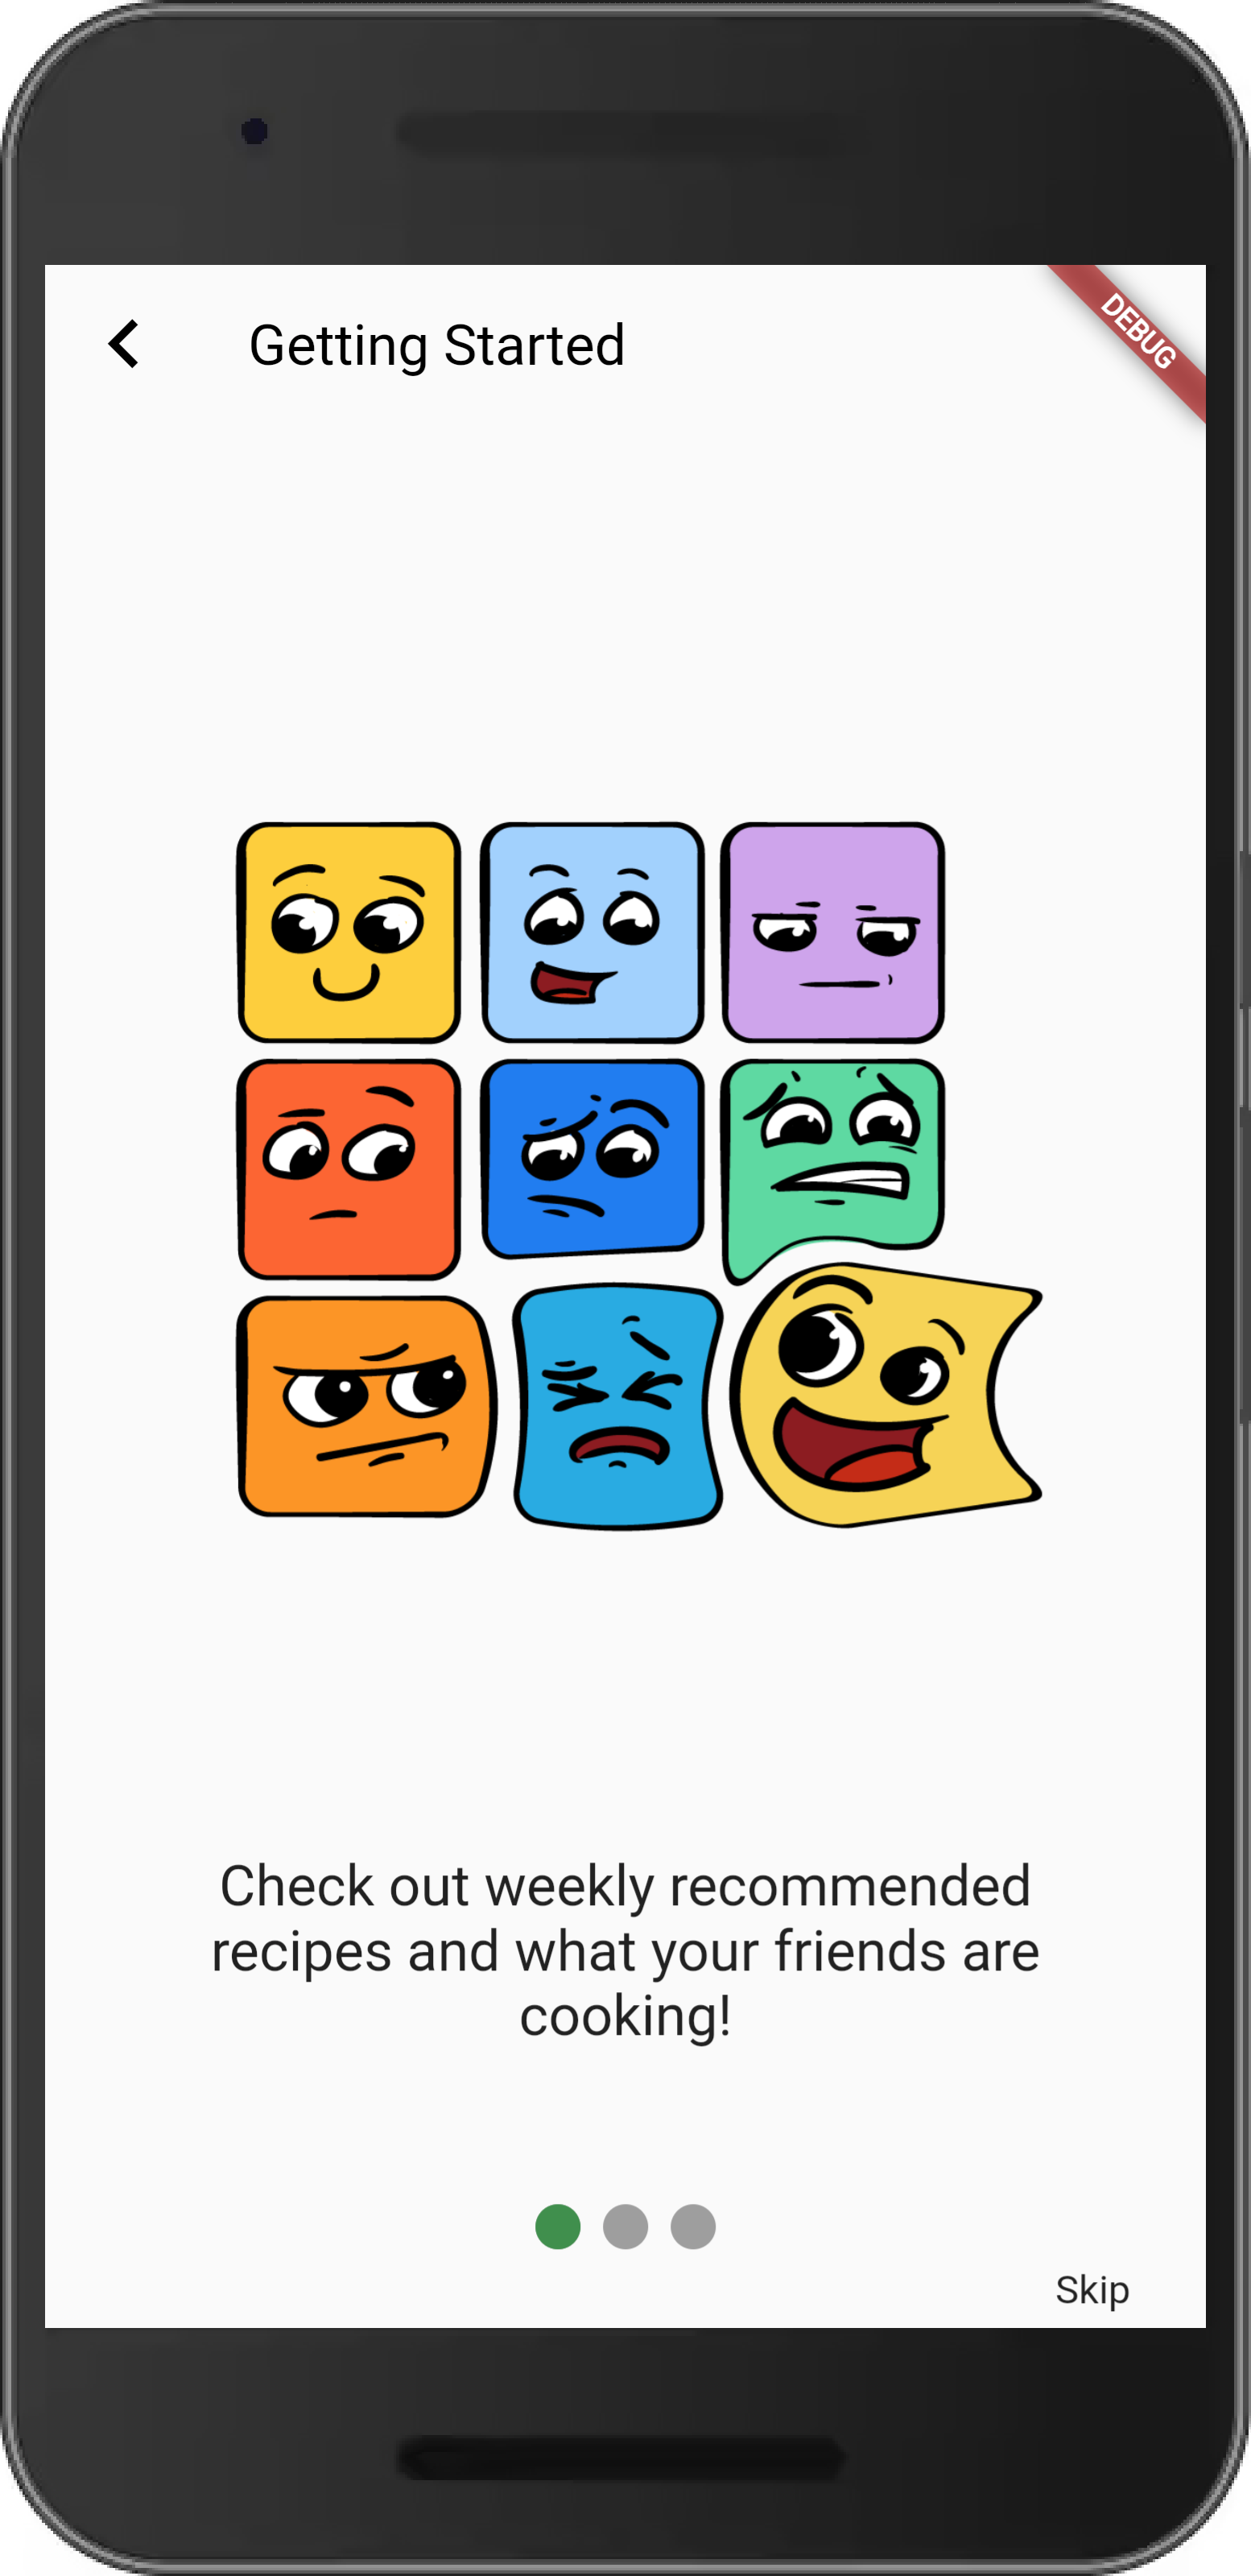 Getting Started
DEBUG
Check out weekly recommended
recipes and what your friends are
cooking!
Skip